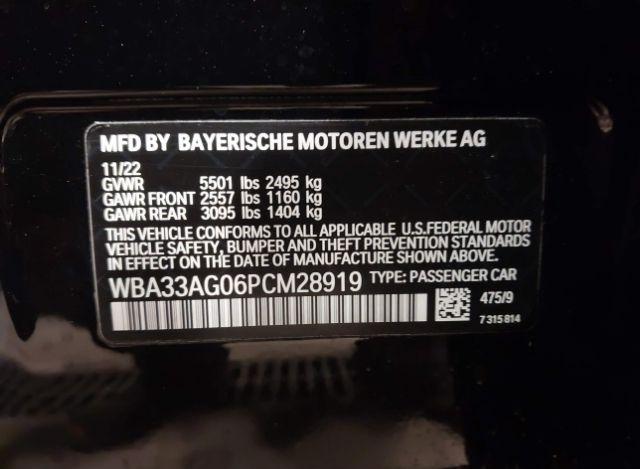 MFD BY BAYERISCHE MOTOREN WERKE AG
11/22
GVWR 5501 lbs 2495 kg
GAWR FRONT 2557 lbs 1160 kg
GAWR REAR 3095 lbs 1404 kg
THIS VEHICLE CONFORMS TO ALL APPLICABLE U.S.FEDERAL MOTOR
VEHICLE SAFETY, BUMPER AND THEFT PREVENTION STANDARDS
IN EFFECT ON THE DATE OF MANUFACTURE SHOWN ABOVE.
WBA33AG06PCM28919 TYPE: PASSENGER CAR
475/9
7315814